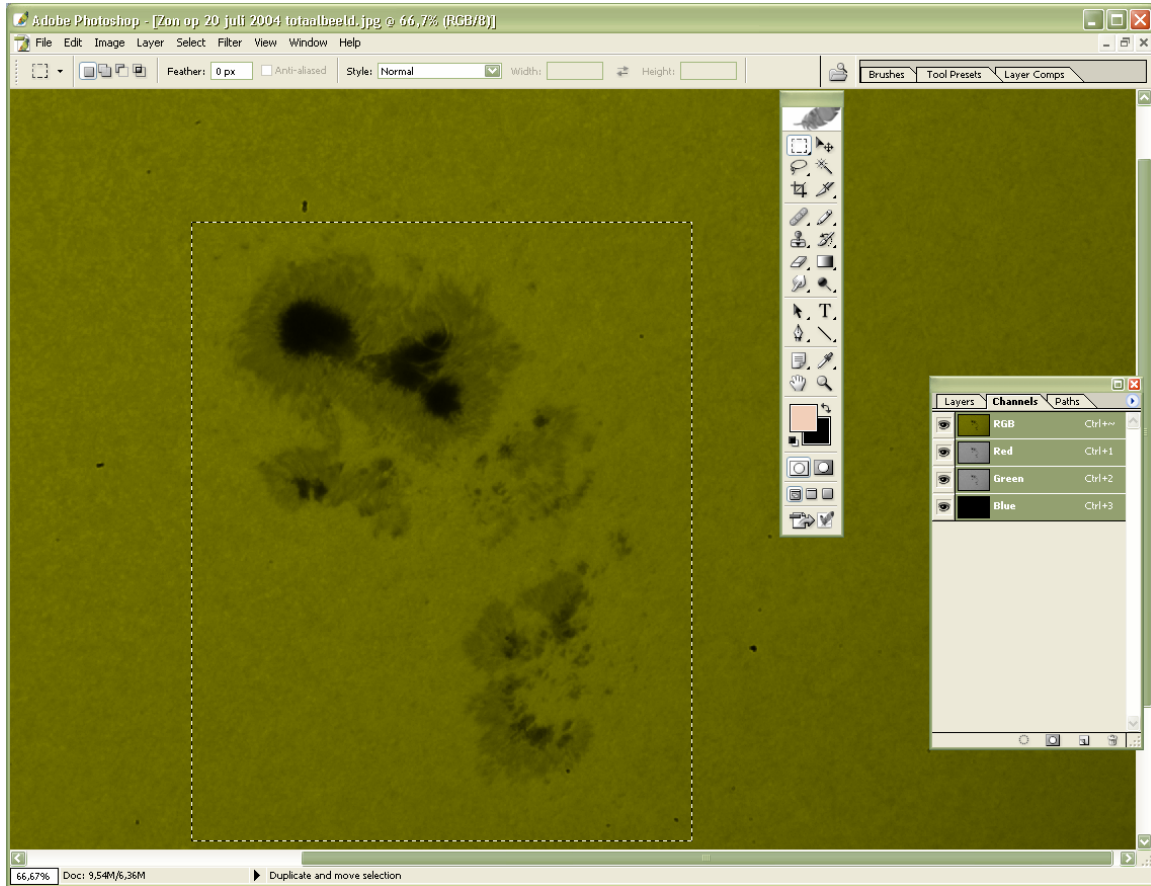 Adobe Photoshop - [Zon op 20 juli 2004 totaalbeeld.jpg @ 66,7% (RGB/8)]
File Edit Image Layer Select Filter View Window Help
Feather: 0 px Anti-aliased Style: Normal Width: Height: Brushes Tool Presets Layer Comps
Layers Channels Paths
RGB Ctrl+~
Red Ctrl+1
Green Ctrl+2
Blue Ctrl+3
66,67% Doc: 9,54M/6,36M Duplicate and move selection